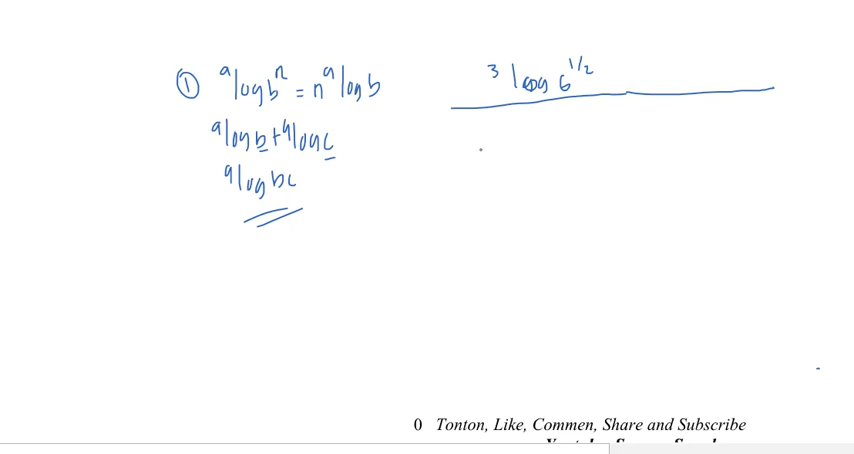 ① ᵃlog bⁿ = n ᵃlog b
ᵃlog b + ᵃlog c
ᵃlog bc
³log 6^1/2
0 Tonton, Like, Commen, Share and Subscribe